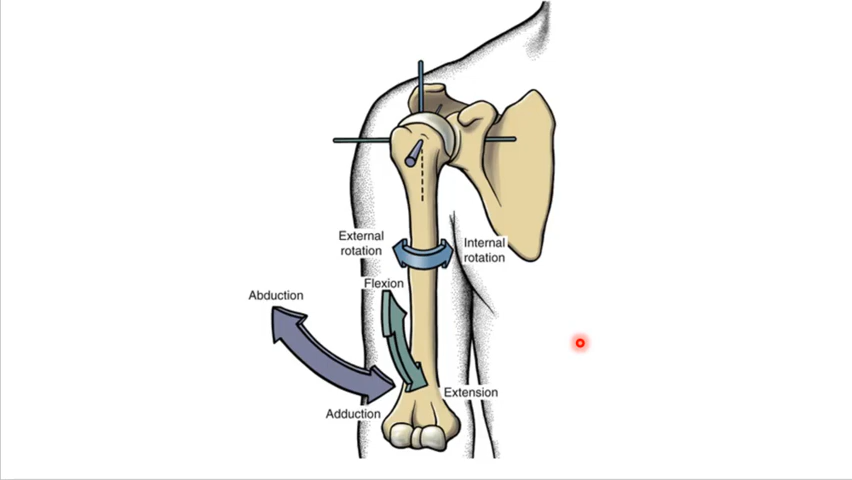 External
rotation
Internal
rotation
Flexion
Abduction
Extension
Adduction